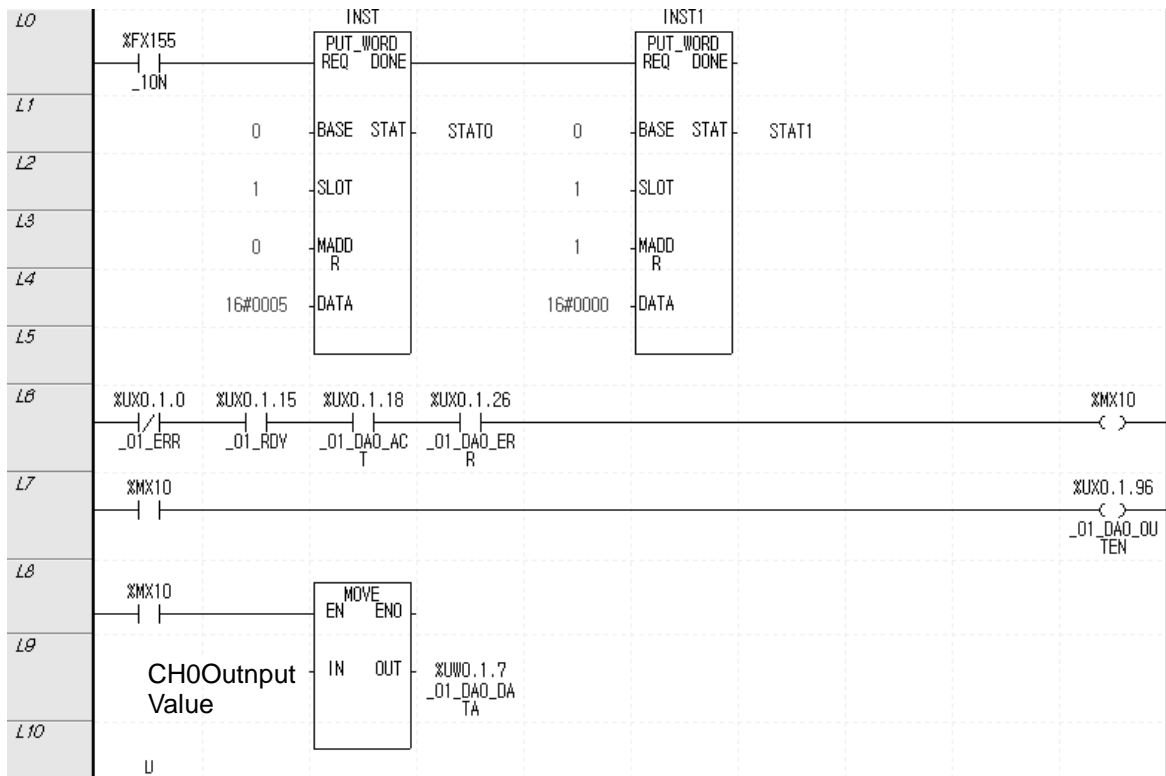 L0
INST INST1
%FX155 PUT_WORD PUT_WORD
REQ DONE REQ DONE
_10N
L1
0 BASE STAT STAT0 0 BASE STAT STAT1
L2
1 SLOT 1 SLOT
L3
0 MADD 1 MADD
R R
L4
16#0005 DATA 16#0000 DATA
L5
L6
%UX0.1.0 %UX0.1.15 %UX0.1.18 %UX0.1.26 %MX10
_01_ERR _01_RDY _01_DA0_AC _01_DA0_ER
T R
L7
%MX10 %UX0.1.96
_01_DA0_OU
TEN
L8
%MX10 MOVE
EN ENO
L9
CH0Outnput IN OUT %UW0.1.7
Value _01_DA0_DA
TA
L10